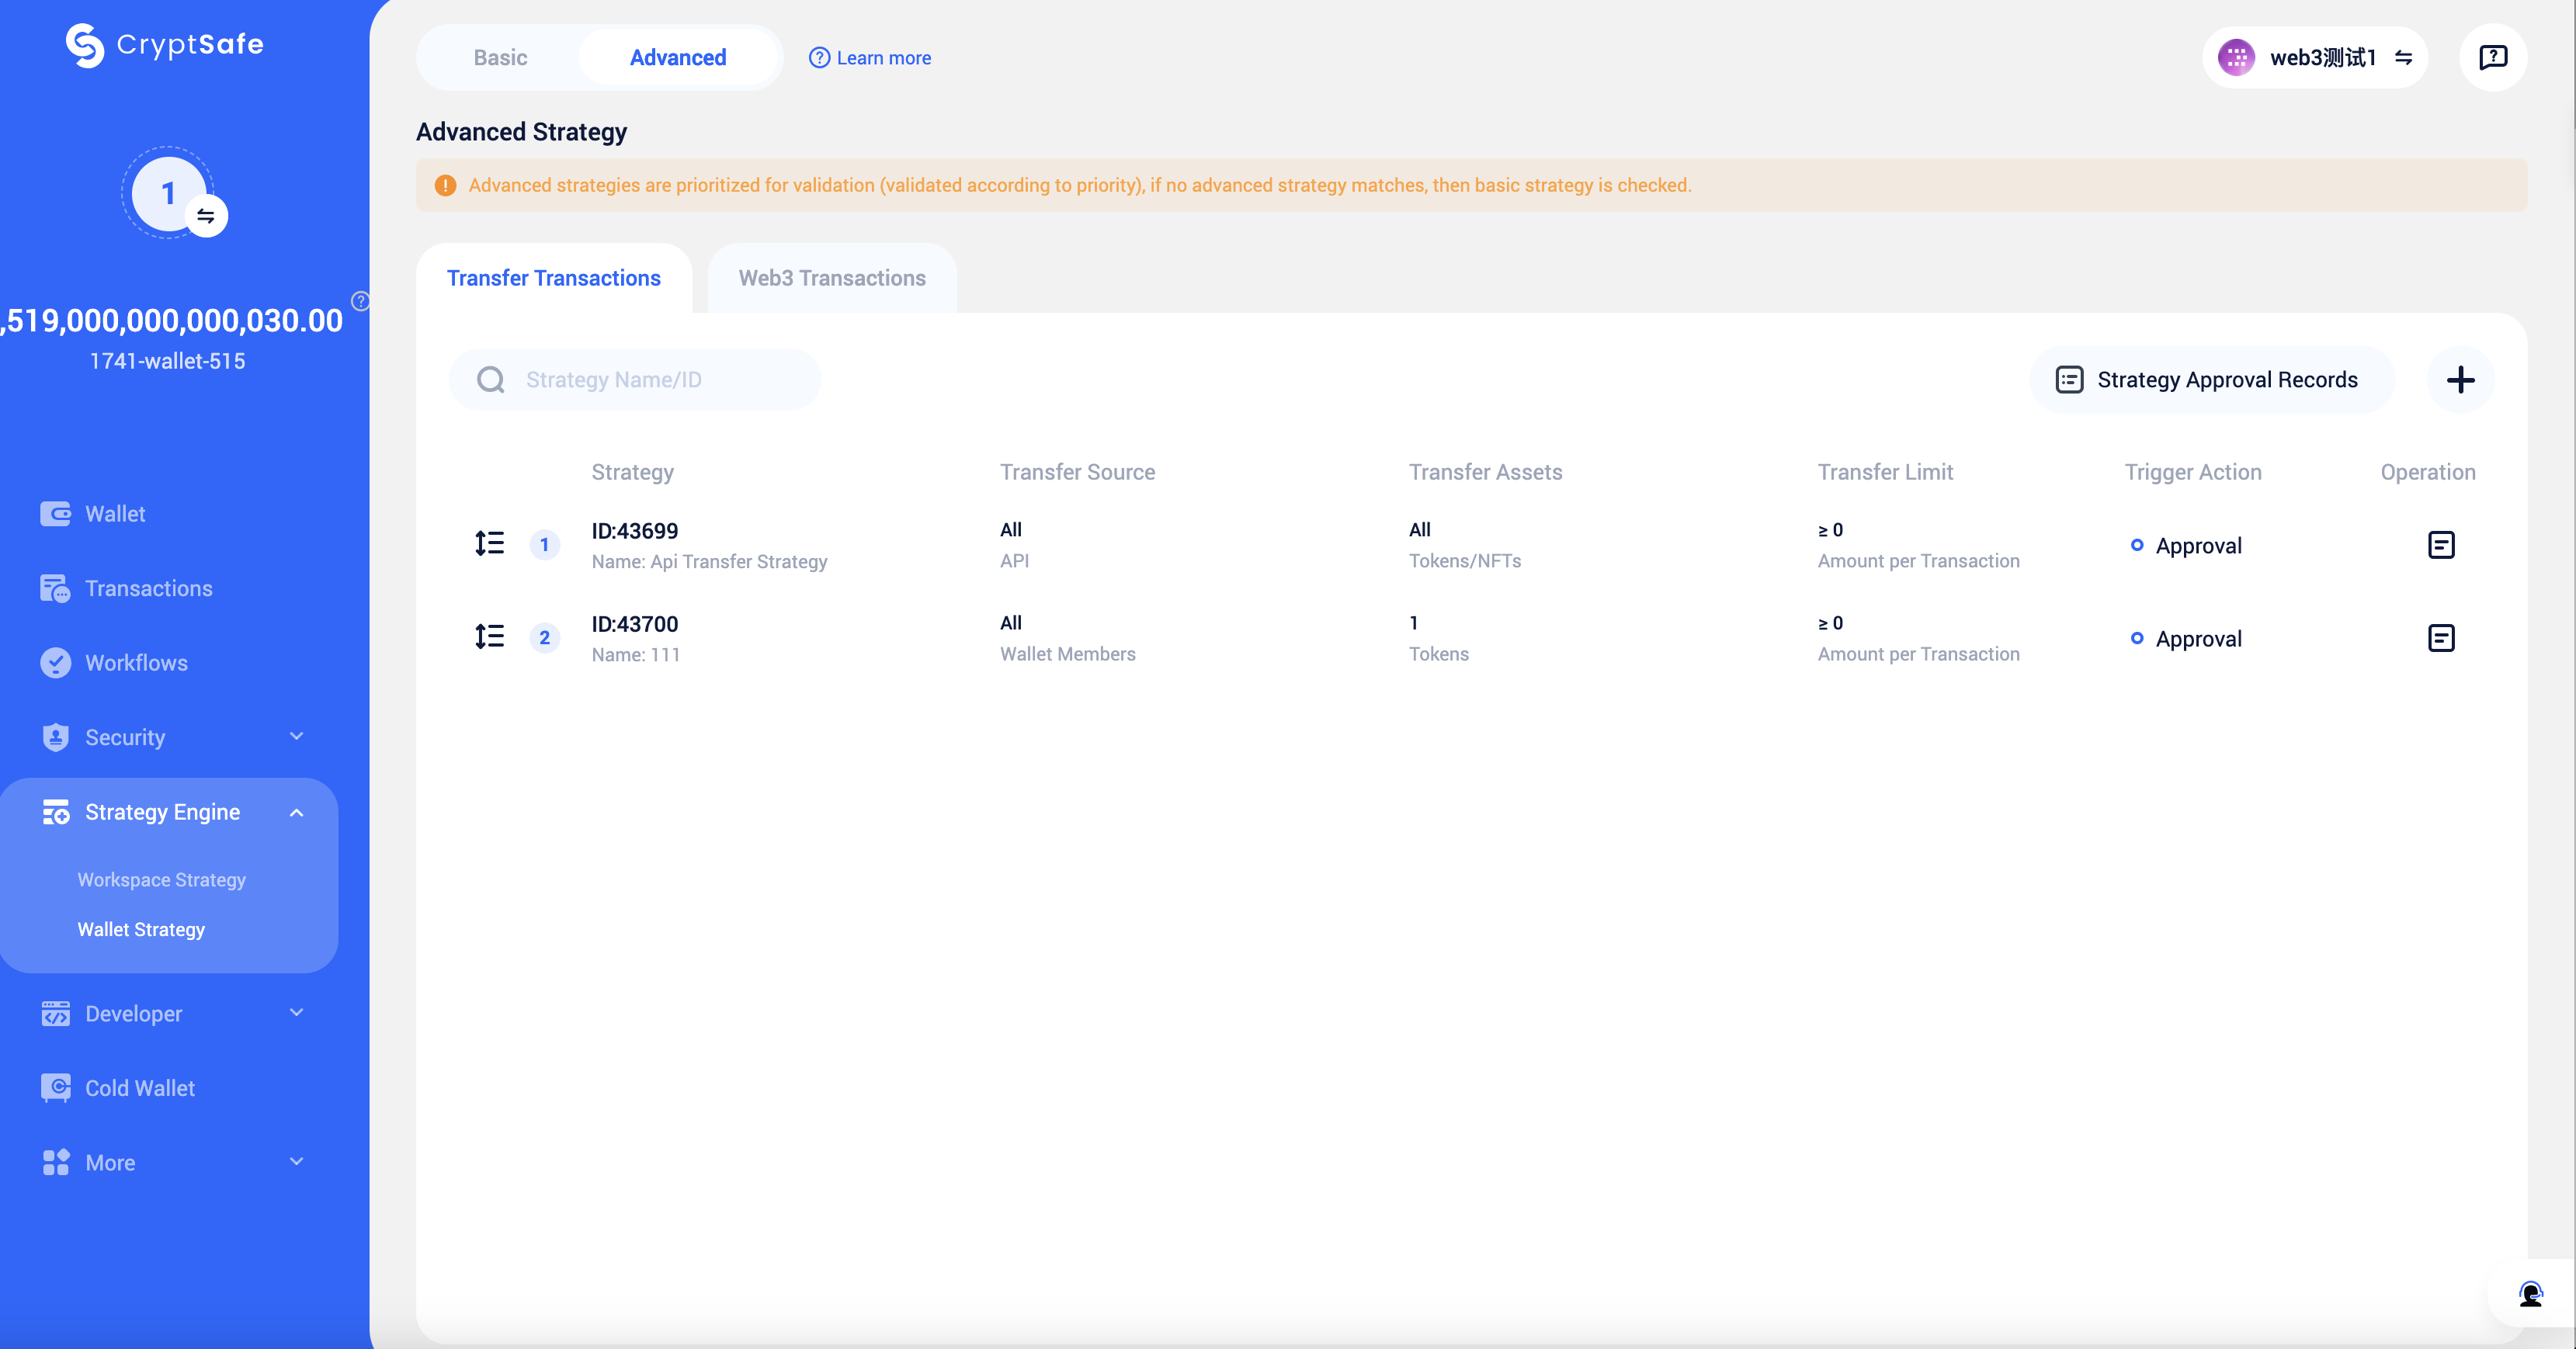 CryptSafe
1
,519,000,000,000,030.00
1741-wallet-515
Wallet
Transactions
Workflows
Security
Strategy Engine
Workspace Strategy
Wallet Strategy
Developer
Cold Wallet
More
Basic
Advanced
Learn more
web3测试1
Advanced Strategy
Advanced strategies are prioritized for validation (validated according to priority), if no advanced strategy matches, then basic strategy is checked.
Transfer Transactions
Web3 Transactions
Strategy Name/ID
Strategy Approval Records
Strategy Transfer Source Transfer Assets Transfer Limit Trigger Action Operation
1 ID:43699 All All ≥ 0 Approval
Name: Api Transfer Strategy API Tokens/NFTs Amount per Transaction
2 ID:43700 All 1 ≥ 0 Approval
Name: 111 Wallet Members Tokens Amount per Transaction